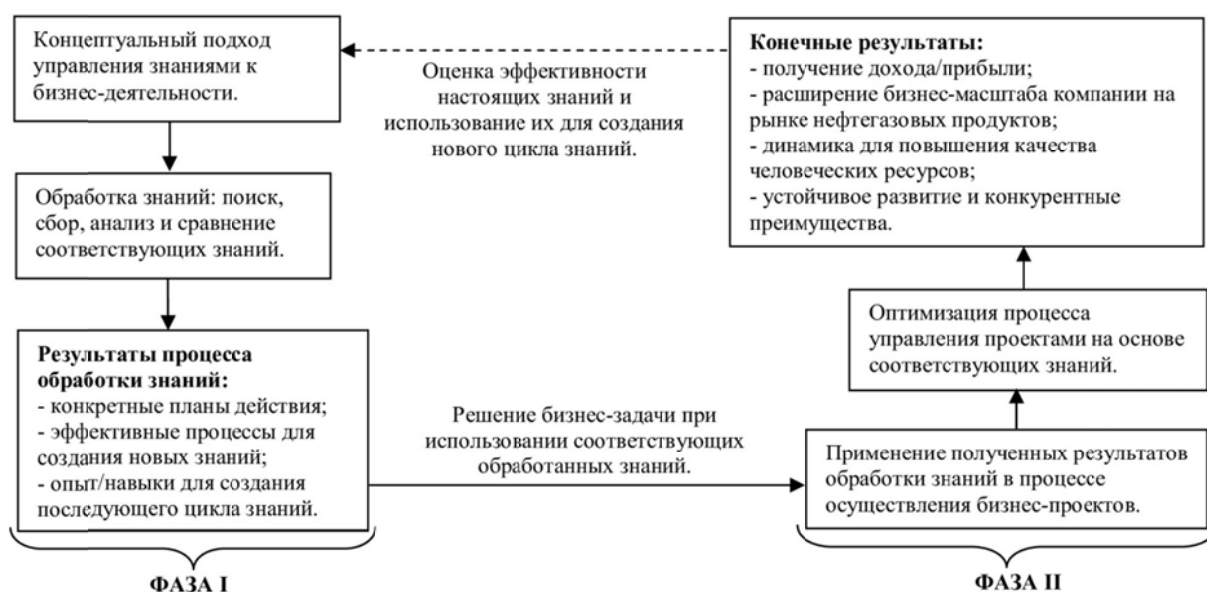 Концептуальный подход
управления знаниями к
бизнес-деятельности.
Обработка знаний: поиск,
сбор, анализ и сравнение
соответствующих знаний.
Результаты процесса
обработки знаний:
- конкретные планы действия;
- эффективные процессы для
создания новых знаний;
- опыт/навыки для создания
последующего цикла знаний.
ФАЗА I
Оценка эффективности
настоящих знаний и
использование их для создания
нового цикла знаний.
Решение бизнес-задачи при
использовании соответствующих
обработанных знаний.
Конечные результаты:
- получение дохода/прибыли;
- расширение бизнес-масштаба компании на
рынке нефтегазовых продуктов;
- динамика для повышения качества
человеческих ресурсов;
- устойчивое развитие и конкурентные
преимущества.
Оптимизация процесса
управления проектами на основе
соответствующих знаний.
Применение полученных результатов
обработки знаний в процессе
осуществления бизнес-проектов.
ФАЗА II